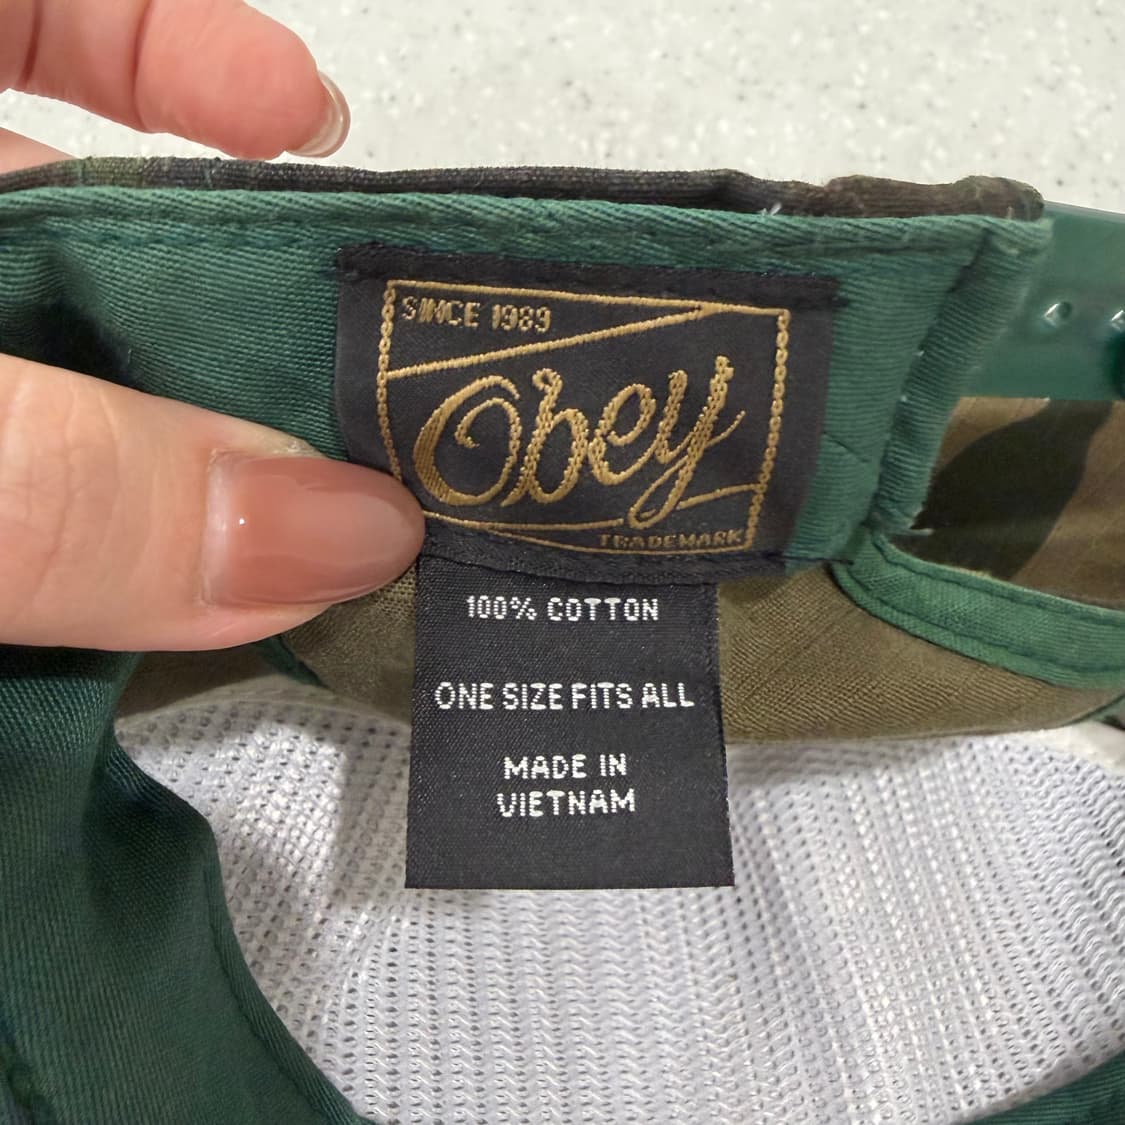 SINCE 1989
Obey
TRADEMARK
100% COTTON
ONE SIZE FITS ALL
MADE IN
VIETNAM